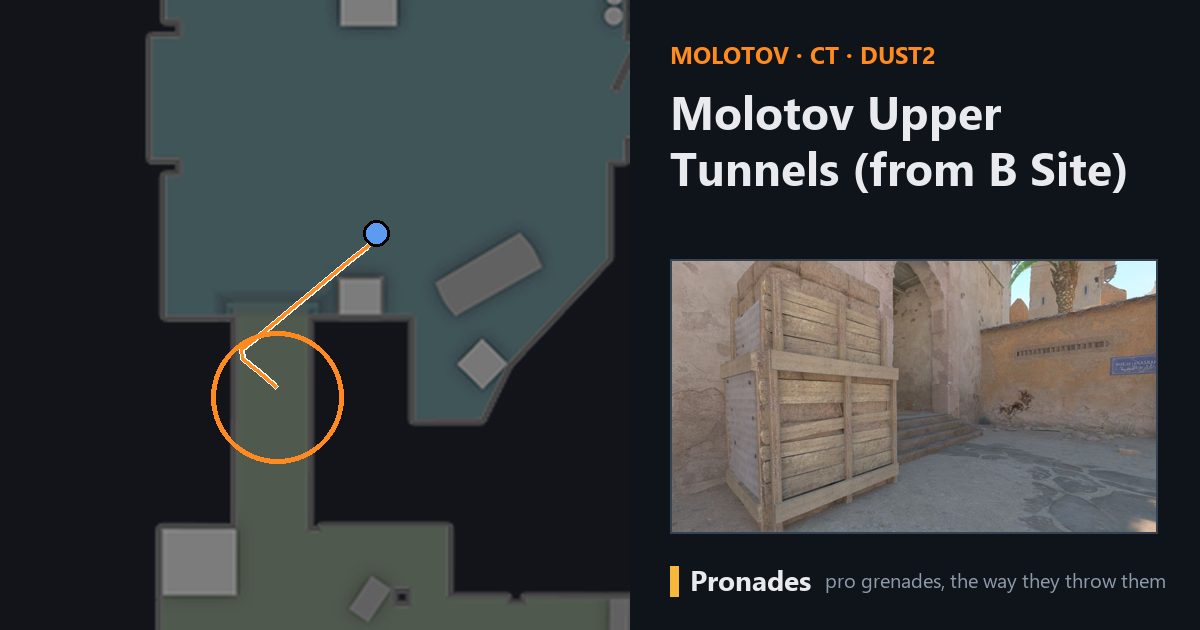 MOLOTOV · CT · DUST2
Molotov Upper
Tunnels (from B Site)
Pronades pro grenades, the way they throw them